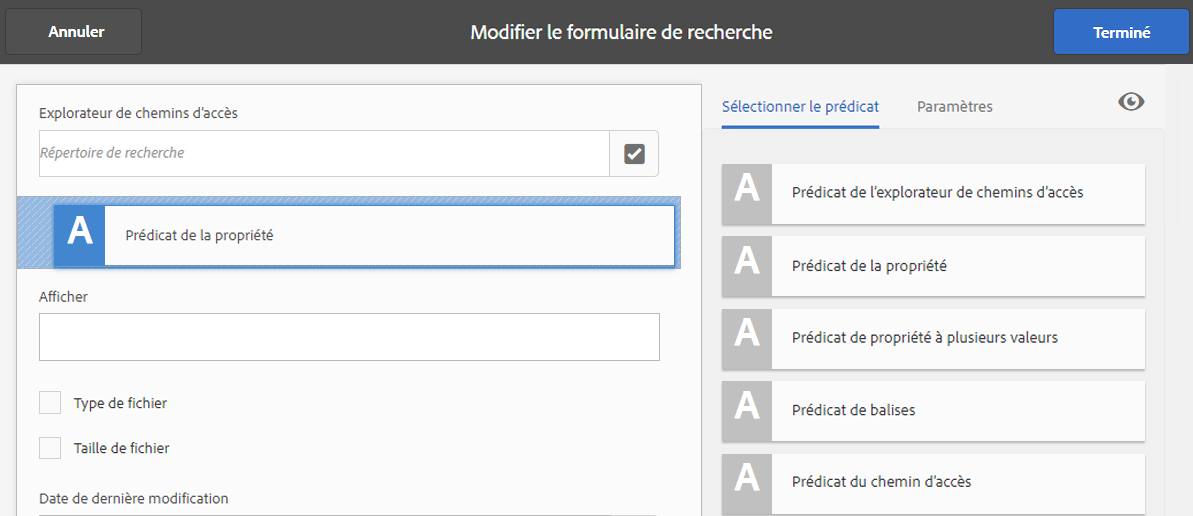 Annuler
Modifier le formulaire de recherche
Terminé
Explorateur de chemins d'accès
Répertoire de recherche
A
Prédicat de la propriété
Afficher
Type de fichier
Taille de fichier
Date de dernière modification
Sélectionner le prédicat
Paramètres
A
Prédicat de l'explorateur de chemins d'accès
A
Prédicat de la propriété
A
Prédicat de propriété à plusieurs valeurs
A
Prédicat de balises
A
Prédicat du chemin d'accès